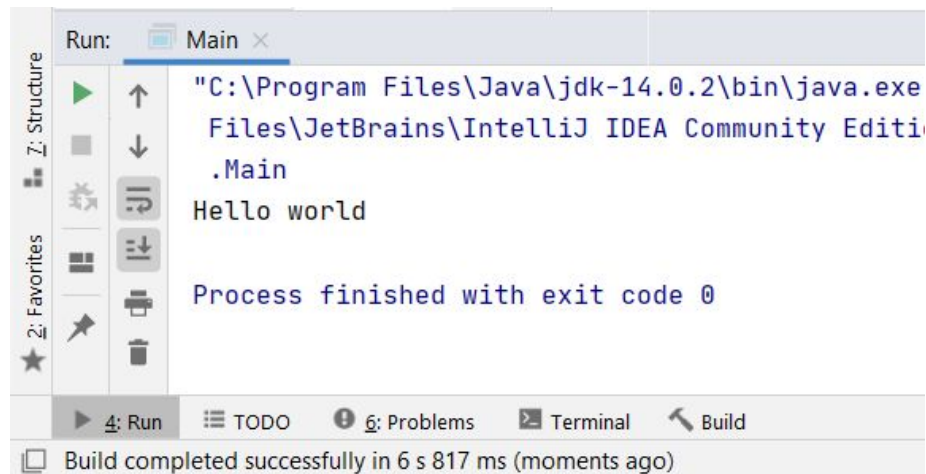 Run: Main ×
7: Structure
2: Favorites
"C:\Program Files\Java\jdk-14.0.2\bin\java.exe
Files\JetBrains\IntelliJ IDEA Community Editi
.Main
Hello world
Process finished with exit code 0
4: Run TODO 6: Problems Terminal Build
Build completed successfully in 6 s 817 ms (moments ago)